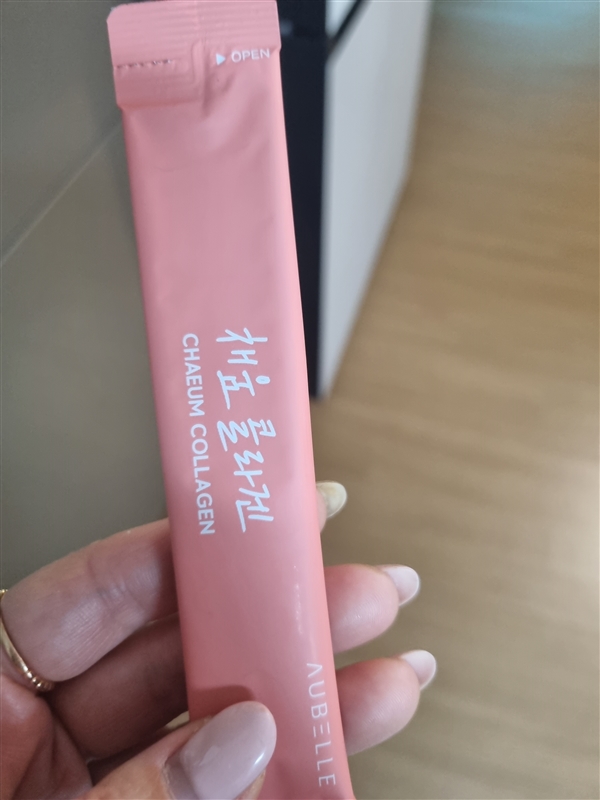 ▶ OPEN
채움 콜라겐
CHAEUM COLLAGEN
AUBELLE